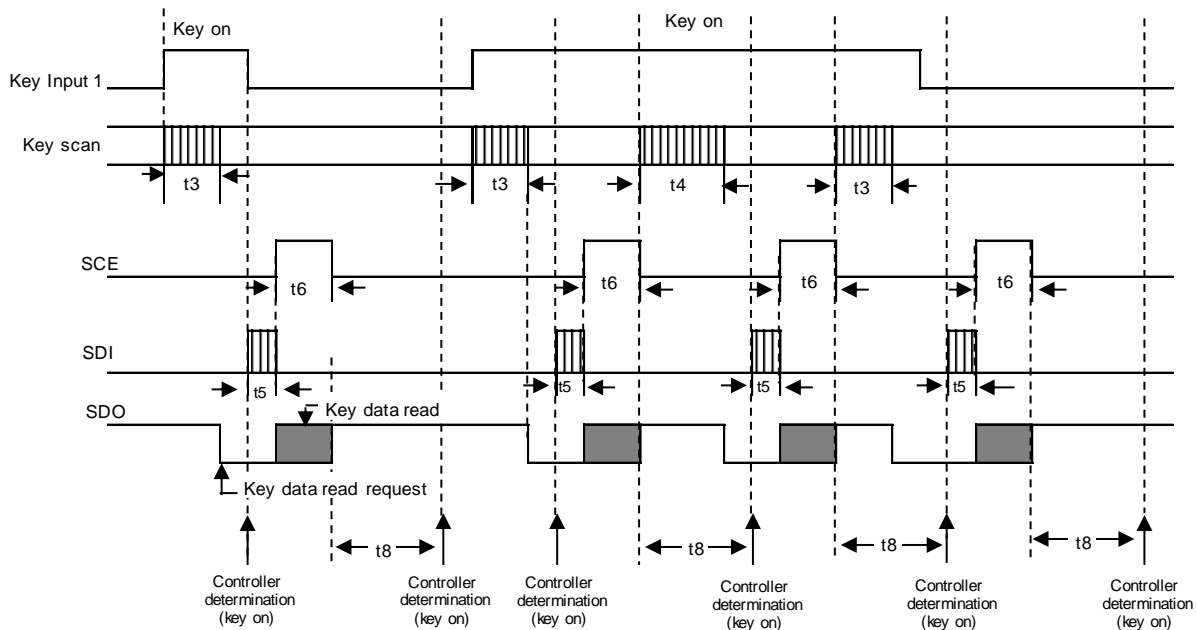 Key on
Key on
Key Input 1
Key scan
t3
t3
t4
t3
SCE
t6
t6
t6
t6
SDI
t5
t5
t5
t5
SDO
Key data read
Key data read request
t8
t8
t8
t8
Controller
determination
(key on)
Controller
determination
(key on)
Controller
determination
(key on)
Controller
determination
(key on)
Controller
determination
(key on)
Controller
determination
(key on)